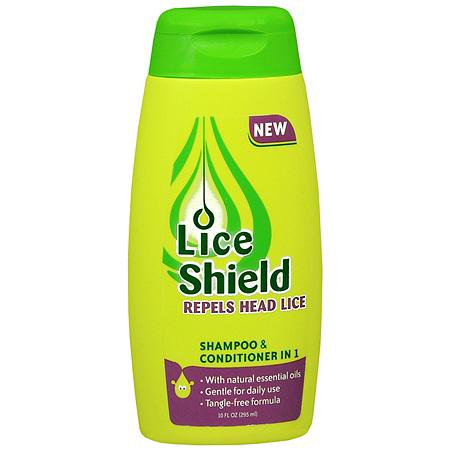 NEW
Lice
Shield
REPELS HEAD LICE
SHAMPOO &
CONDITIONER IN 1
• With natural essential oils
• Gentle for daily use
• Tangle-free formula
10 FL OZ (295 ml)